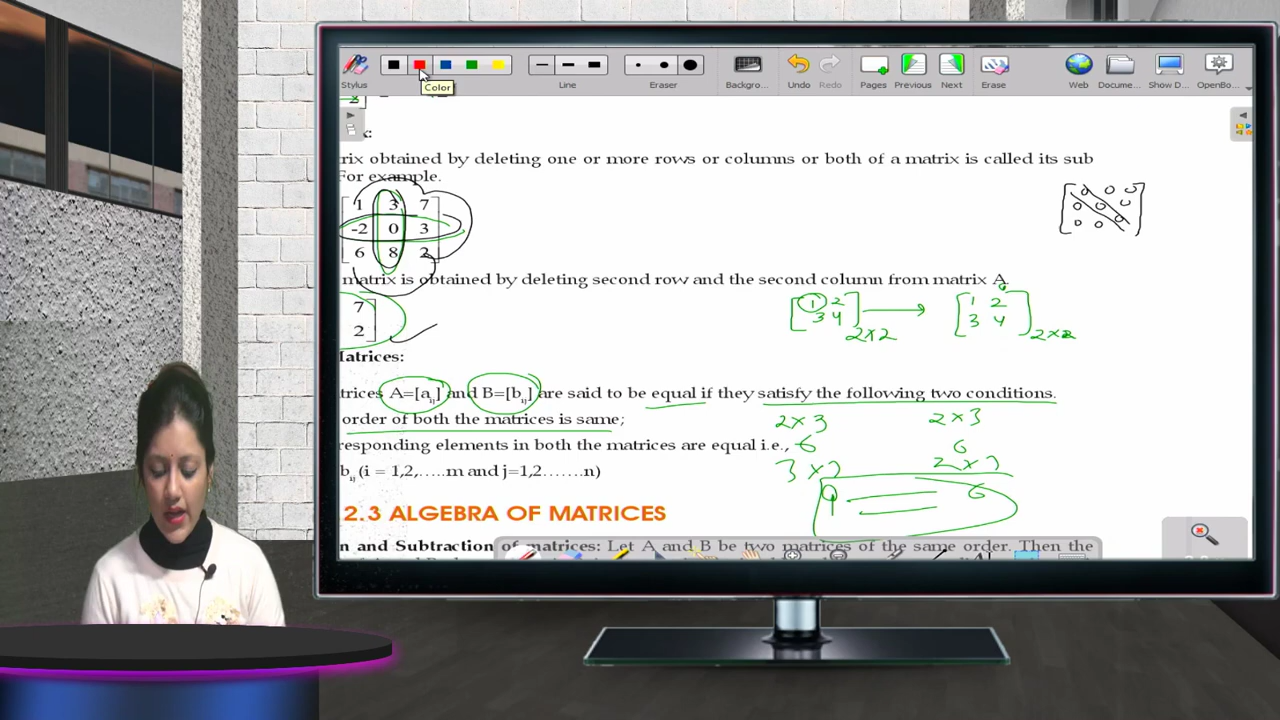 Stylus Color Line Eraser Backgro... Undo Redo Pages Previous Next Erase Web Docume... Show D... OpenBo...
2
x:
rix obtained by deleting one or more rows or columns or both of a matrix is called its sub
For example.
1 3 7
-2 0 3
6 8 2
matrix is obtained by deleting second row and the second column from matrix A.
7
2
[1 2 → [1 2
3 4] 2×2 3 4] 2×2
Matrices:
trices A=[aij] and B=[bij] are said to be equal if they satisfy the following two conditions.
order of both the matrices is same;
2×3 2×3
responding elements in both the matrices are equal i.e.,
6 6
bij (i = 1,2,…..m and j=1,2…….n)
3×3 2×3
9 6
2.3 ALGEBRA OF MATRICES
n and Subtraction of matrices: Let A and B be two matrices of the same order. Then the